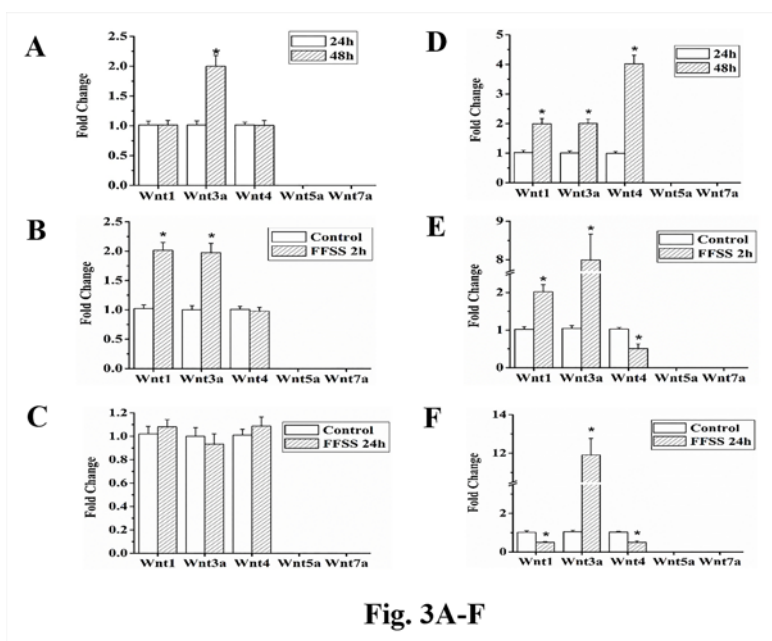 A
Fold Change
2.5
2.0
1.5
1.0
0.5
0.0
24h
48h
*
Wnt1 Wnt3a Wnt4 Wnt5a Wnt7a
D
Fold Change
5
4
3
2
1
0
24h
48h
* * *
Wnt1 Wnt3a Wnt4 Wnt5a Wnt7a
B
Fold Change
2.5
2.0
1.5
1.0
0.5
0.0
Control
FFSS 2h
* *
Wnt1 Wnt3a Wnt4 Wnt5a Wnt7a
E
Fold Change
9
8
2
1
0
Control
FFSS 2h
* * *
Wnt1 Wnt3a Wnt4 Wnt5a Wnt7a
C
Fold Change
1.2
1.0
0.8
0.6
0.4
0.2
0.0
Control
FFSS 24h
Wnt1 Wnt3a Wnt4 Wnt5a Wnt7a
F
Fold Change
14
12
2
0
Control
FFSS 24h
* * *
Wnt1 Wnt3a Wnt4 Wnt5a Wnt7a
Fig. 3A-F